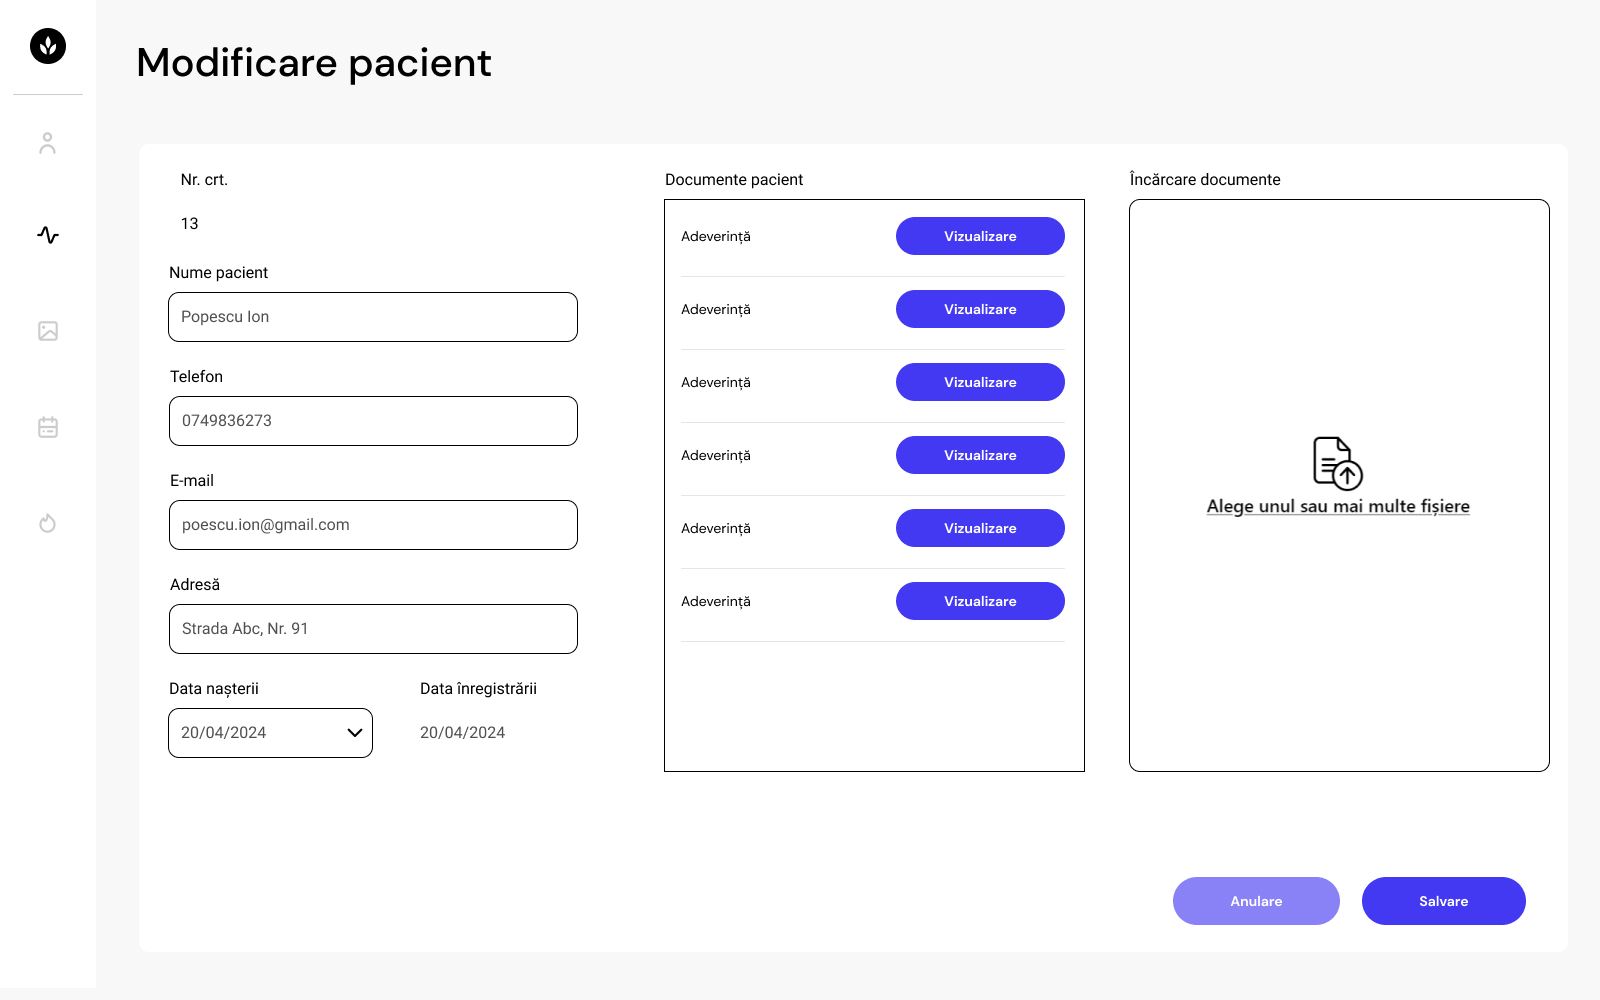 Modificare pacient
Nr. crt.
13
Nume pacient
Popescu Ion
Telefon
0749836273
E-mail
poescu.ion@gmail.com
Adresă
Strada Abc, Nr. 91
Data nașterii
20/04/2024
Data înregistrării
20/04/2024
Documente pacient
Adeverință Vizualizare
Adeverință Vizualizare
Adeverință Vizualizare
Adeverință Vizualizare
Adeverință Vizualizare
Adeverință Vizualizare
Încărcare documente
Alege unul sau mai multe fișiere
Anulare
Salvare